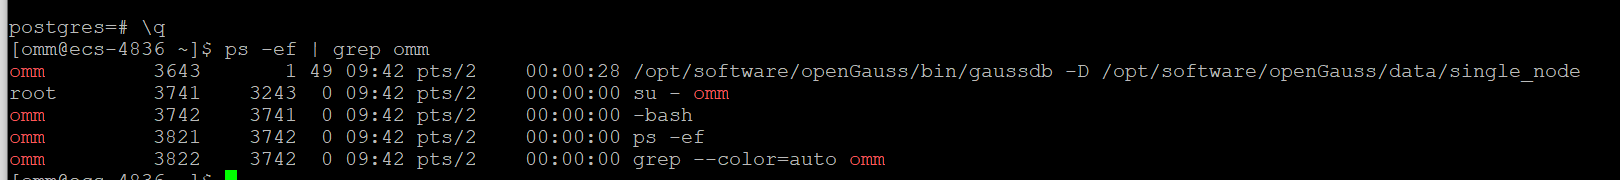 postgres=# \q
[omm@ecs-4836 ~]$ ps -ef | grep omm
omm         3643       1 49 09:42 pts/2    00:00:28 /opt/software/openGauss/bin/gaussdb -D /opt/software/openGauss/data/single_node
root        3741    3243  0 09:42 pts/2    00:00:00 su - omm
omm         3742    3741  0 09:42 pts/2    00:00:00 -bash
omm         3821    3742  0 09:42 pts/2    00:00:00 ps -ef
omm         3822    3742  0 09:42 pts/2    00:00:00 grep --color=auto omm
[omm@ecs-4836 ~]$